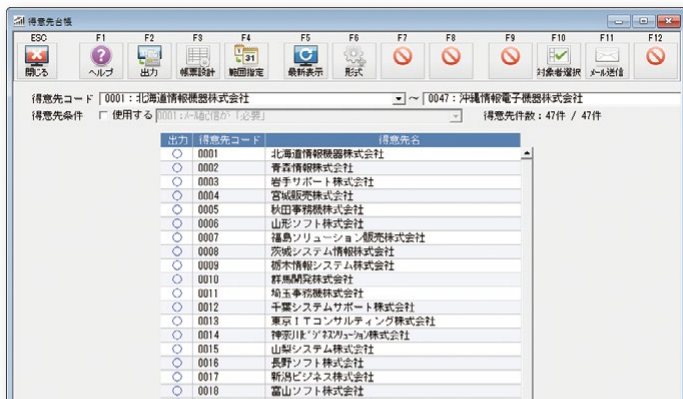 得意先台帳
ESC F1 F2 F3 F4 F5 F6 F7 F8 F9 F10 F11 F12
閉じる ヘルプ 出力 帳票設計 範囲指定 最新表示 形式 対象者選択 メール送信
得意先コード 0001:北海道情報機器株式会社 ～ 0047:沖縄情報電子機器株式会社
得意先条件 使用する 0001:メール配信が「必要」 得意先件数:47件 / 47件
出力 得意先コード 得意先名
0001 北海道情報機器株式会社
0002 青森情報株式会社
0003 岩手サポート株式会社
0004 宮城販売株式会社
0005 秋田事務機株式会社
0006 山形ソフト株式会社
0007 福島ソリューション販売株式会社
0008 茨城システム情報株式会社
0009 栃木情報システム株式会社
0010 群馬開発株式会社
0011 埼玉事務機株式会社
0012 千葉システムサポート株式会社
0013 東京ITコンサルティング株式会社
0014 神奈川ビジネスソリューション株式会社
0015 山梨システム株式会社
0016 長野ソフト株式会社
0017 新潟ビジネス株式会社
0018 富山ソフト株式会社